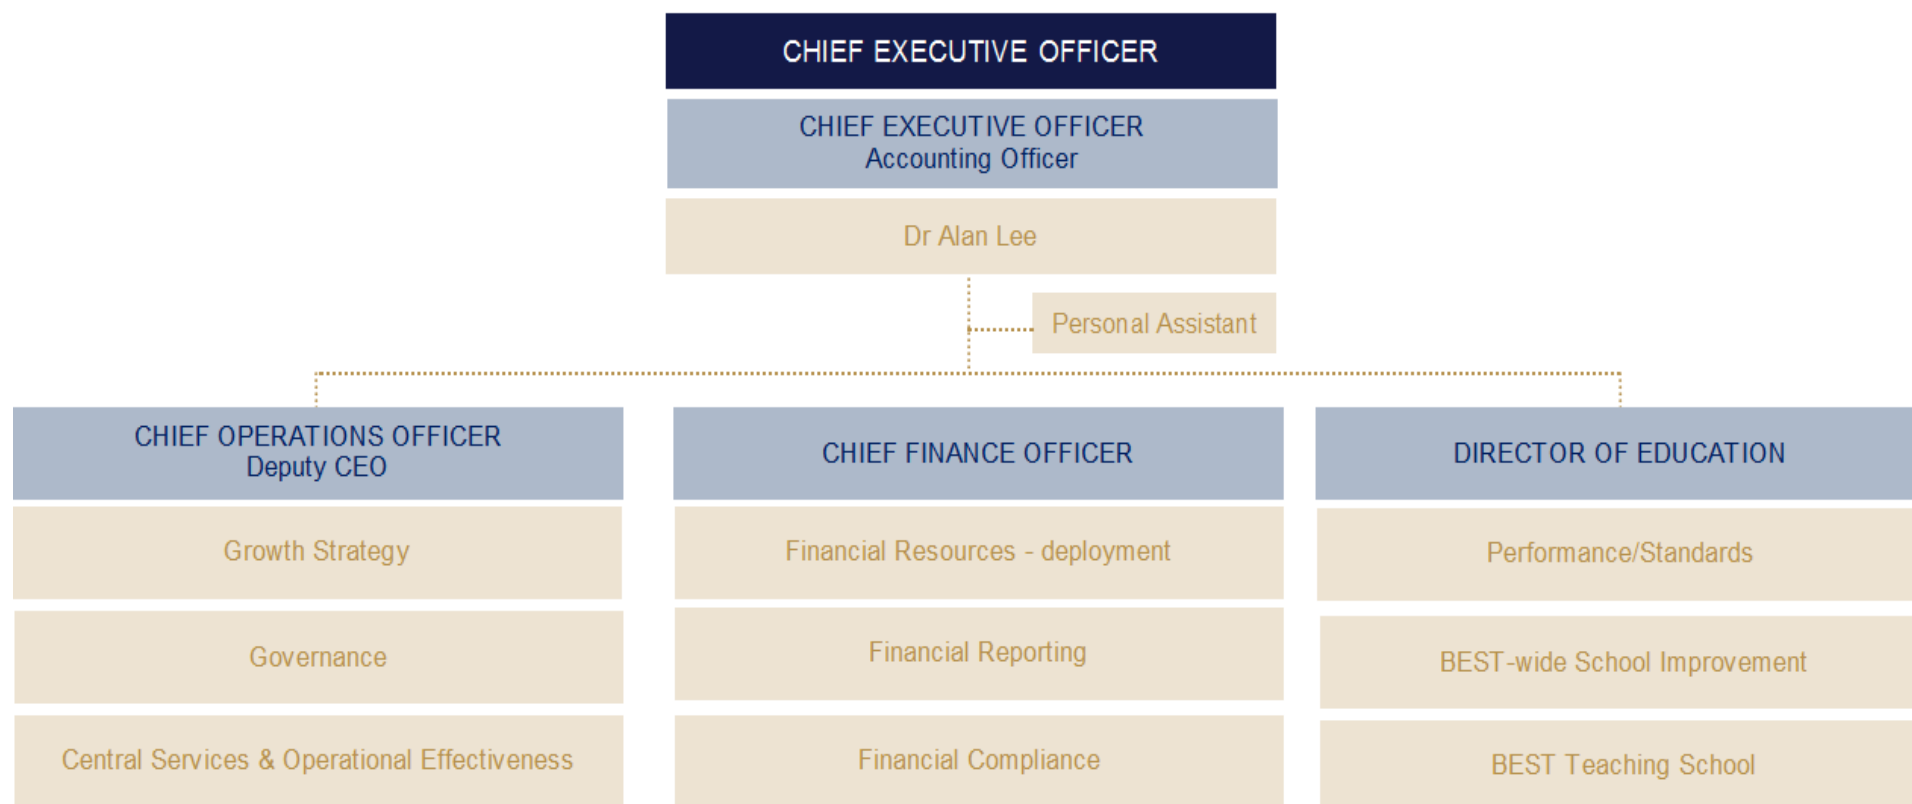 CHIEF EXECUTIVE OFFICER
CHIEF EXECUTIVE OFFICER
Accounting Officer
Dr Alan Lee
Personal Assistant
CHIEF OPERATIONS OFFICER
Deputy CEO
Growth Strategy
Governance
Central Services & Operational Effectiveness
CHIEF FINANCE OFFICER
Financial Resources - deployment
Financial Reporting
Financial Compliance
DIRECTOR OF EDUCATION
Performance/Standards
BEST-wide School Improvement
BEST Teaching School